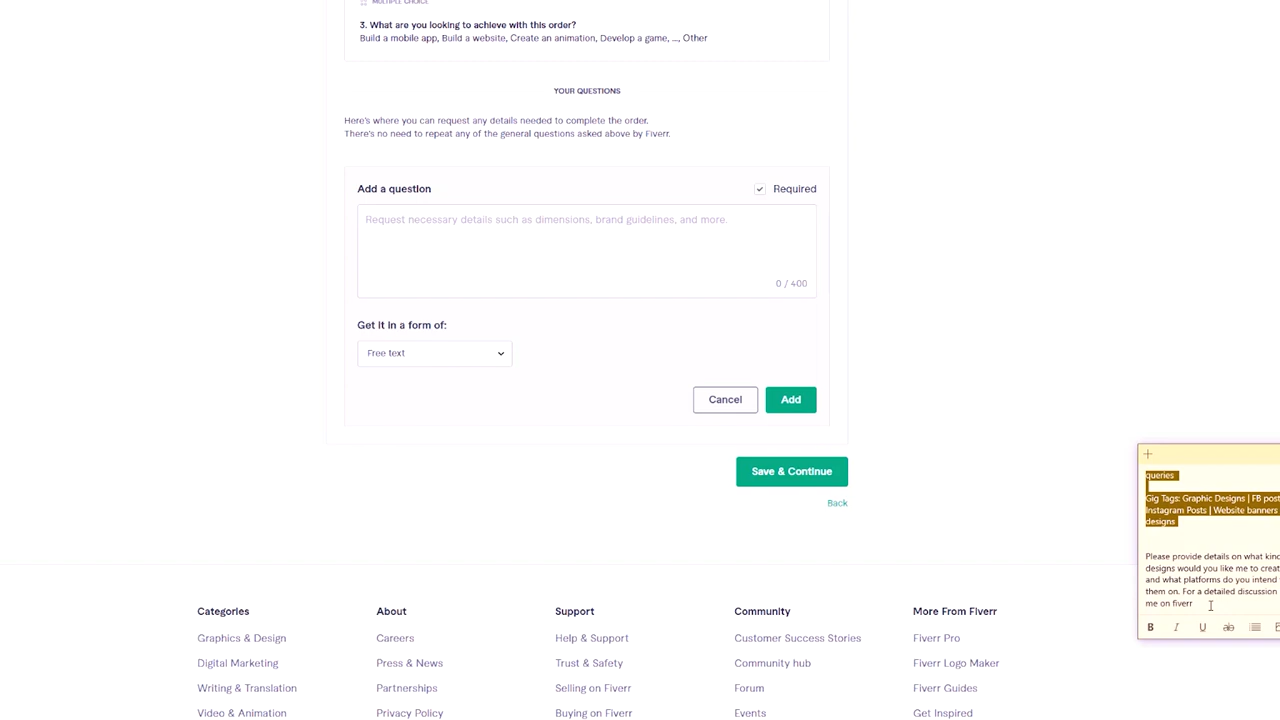 MULTIPLE CHOICE
3. What are you looking to achieve with this order?
Build a mobile app, Build a website, Create an animation, Develop a game, ..., Other
YOUR QUESTIONS
Here's where you can request any details needed to complete the order.
There's no need to repeat any of the general questions asked above by Fiverr.
Add a question
Required
Request necessary details such as dimensions, brand guidelines, and more.
0 / 400
Get it in a form of:
Free text
Cancel
Add
Save & Continue
Back
queries
Gig Tags: Graphic Designs | FB post
Instagram Posts | Website banners
designs
Please provide details on what kind
designs would you like me to creat
and what platforms do you intend
them on. For a detailed discussion
me on fiverr
B I U ab
Categories
About
Support
Community
More From Fiverr
Graphics & Design
Careers
Help & Support
Customer Success Stories
Fiverr Pro
Digital Marketing
Press & News
Trust & Safety
Community hub
Fiverr Logo Maker
Writing & Translation
Partnerships
Selling on Fiverr
Forum
Fiverr Guides
Video & Animation
Privacy Policy
Buying on Fiverr
Events
Get Inspired